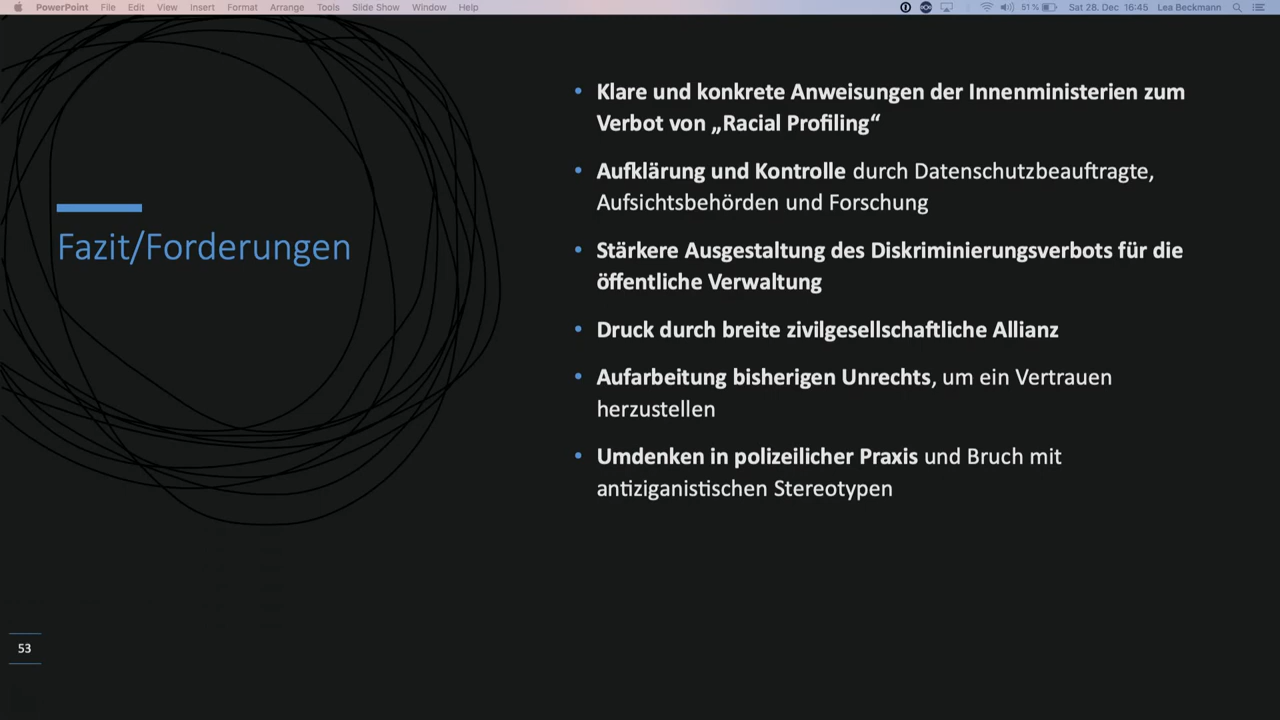 PowerPoint File Edit View Insert Format Arrange Tools Slide Show Window Help 51% Sat 28. Dec 16:45 Lea Beckmann
Fazit/Forderungen
• Klare und konkrete Anweisungen der Innenministerien zum
Verbot von „Racial Profiling“
• Aufklärung und Kontrolle durch Datenschutzbeauftragte,
Aufsichtsbehörden und Forschung
• Stärkere Ausgestaltung des Diskriminierungsverbots für die
öffentliche Verwaltung
• Druck durch breite zivilgesellschaftliche Allianz
• Aufarbeitung bisherigen Unrechts, um ein Vertrauen
herzustellen
• Umdenken in polizeilicher Praxis und Bruch mit
antiziganistischen Stereotypen
53